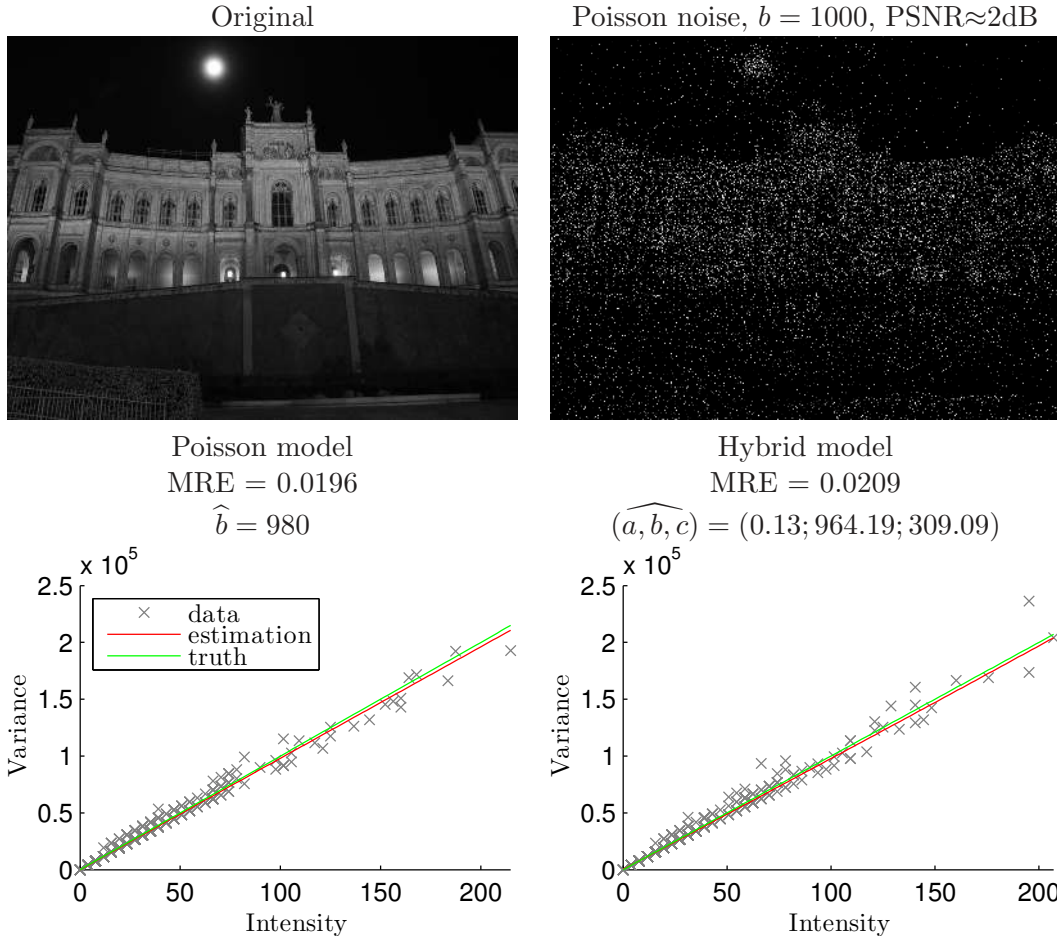 Original
Poisson noise, b = 1000, PSNR≈2dB
Poisson model
MRE = 0.0196
b̂ = 980
Hybrid model
MRE = 0.0209
(a, b, c)̂ = (0.13; 964.19; 309.09)
x 10^5
2.5
2
1.5
1
0.5
0
Variance
data
estimation
truth
0 50 100 150 200
Intensity
x 10^5
2.5
2
1.5
1
0.5
0
Variance
0 50 100 150 200
Intensity